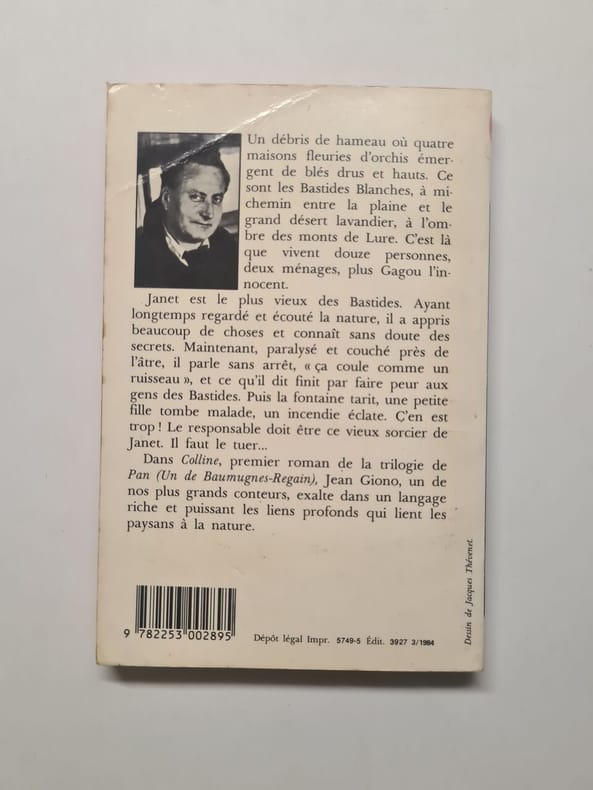 Un débris de hameau où quatre
maisons fleuries d'orchis émer-
gent de blés drus et hauts. Ce
sont les Bastides Blanches, à mi-
chemin entre la plaine et le
grand désert lavandier, à l'om-
bre des monts de Lure. C'est là
que vivent douze personnes,
deux ménages, plus Gagou l'in-
nocent.
Janet est le plus vieux des Bastides. Ayant
longtemps regardé et écouté la nature, il a appris
beaucoup de choses et connaît sans doute des
secrets. Maintenant, paralysé et couché près de
l'âtre, il parle sans arrêt, « ça coule comme un
ruisseau », et ce qu'il dit finit par faire peur aux
gens des Bastides. Puis la fontaine tarit, une petite
fille tombe malade, un incendie éclate. C'en est
trop ! Le responsable doit être ce vieux sorcier de
Janet. Il faut le tuer...
Dans Colline, premier roman de la trilogie de
Pan (Un de Baumugnes-Regain), Jean Giono, un de
nos plus grands conteurs, exalte dans un langage
riche et puissant les liens profonds qui lient les
paysans à la nature.
Dessin de Jacques Thévenet.
9 782253 002895
Dépôt légal Impr. 5749-5 Édit. 3927 3/1984